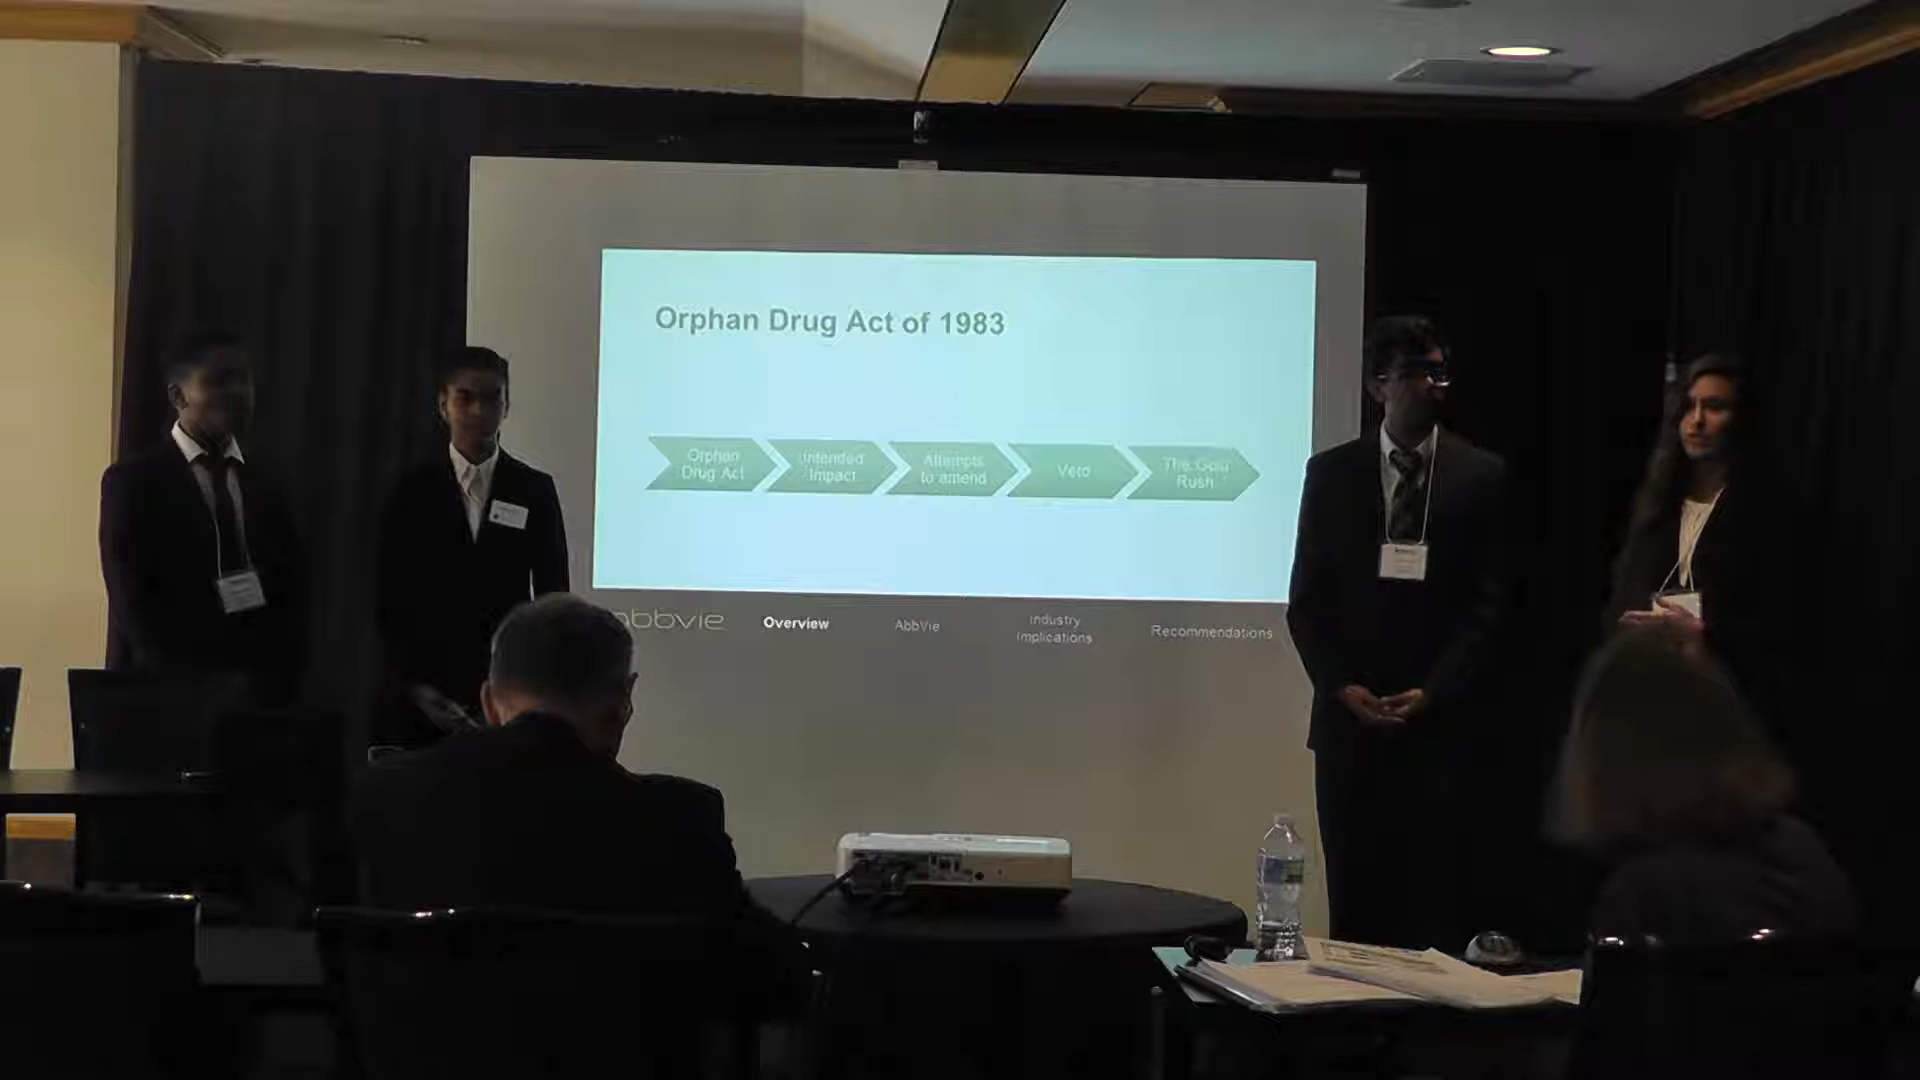 Orphan Drug Act of 1983
Orphan
Drug Act
Intended
Impact
Attempts
to amend
Veto
The Gold
Rush
abbvie
Overview
AbbVie
Industry
Implications
Recommendations